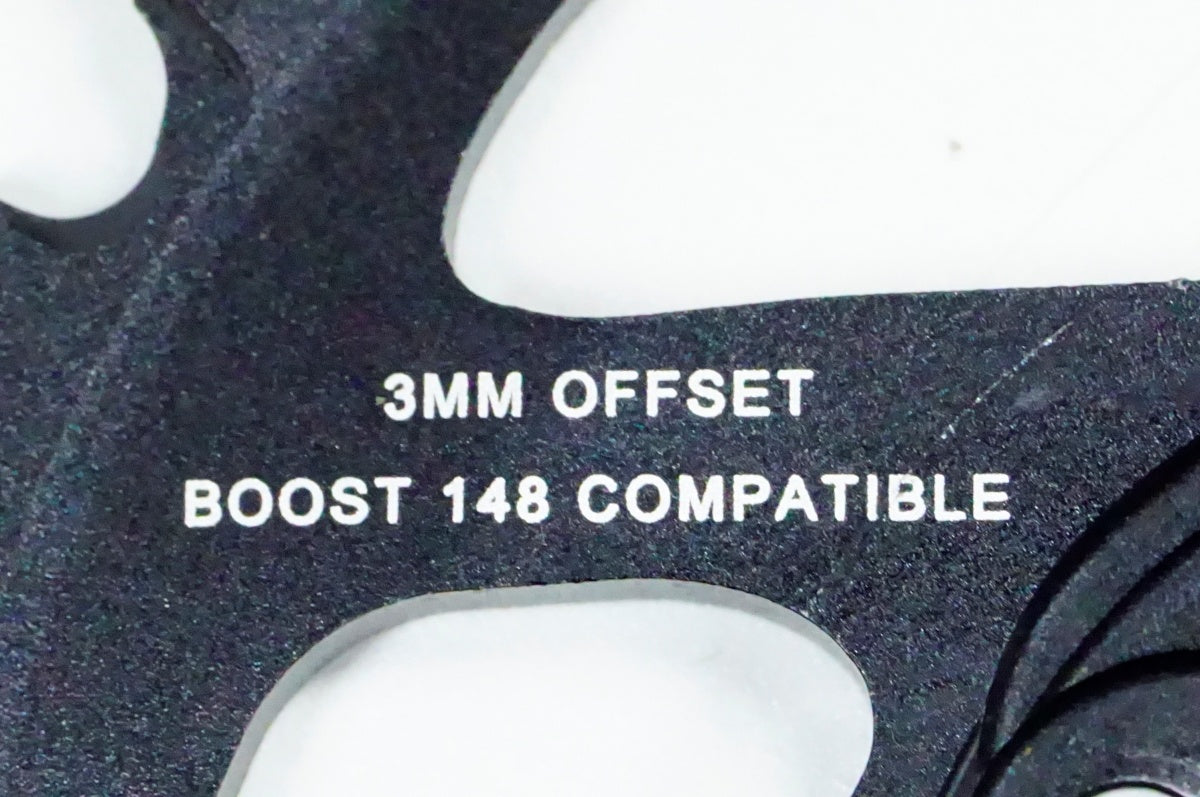 3MM OFFSET
BOOST 148 COMPATIBLE